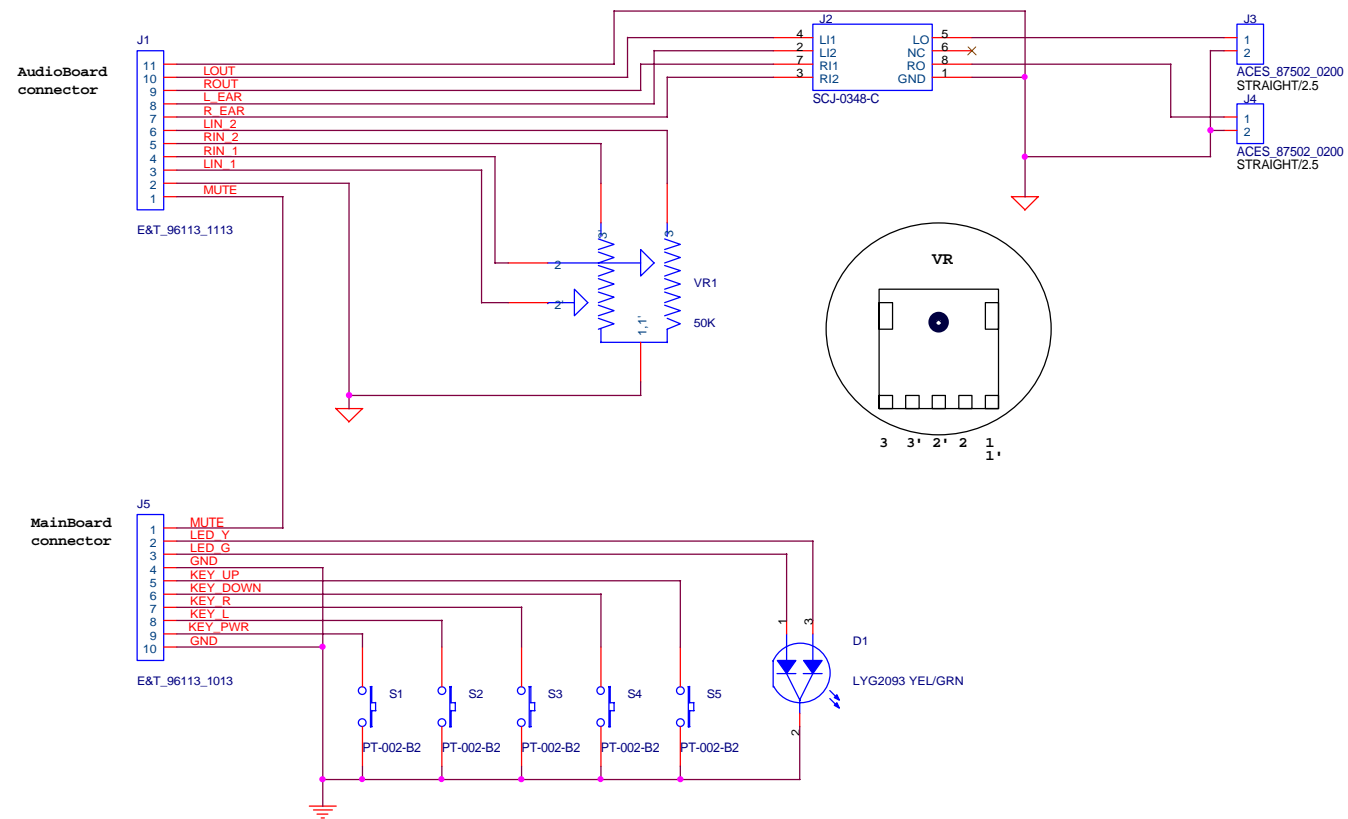 J1
AudioBoard
connector
11
10 LOUT
9 ROUT
8 L_EAR
7 R_EAR
6 LIN_2
5 RIN_2
4 RIN_1
3 LIN_1
2
1 MUTE
E&T_96113_1113
J2
4 LI1 LO 5
2 LI2 NC 6
7 RI1 RO 8
3 RI2 GND 1
SCJ-0348-C
J3
1
2
ACES_87502_0200
STRAIGHT/2.5
J4
1
2
ACES_87502_0200
STRAIGHT/2.5
3' 3
2
2'
1,1'
VR1
50K
VR
3 3' 2' 2 1
1'
J5
MainBoard
connector
1 MUTE
2 LED_Y
3 LED_G
4 GND
5 KEY_UP
6 KEY_DOWN
7 KEY_R
8 KEY_L
9 KEY_PWR
10 GND
E&T_96113_1013
S1 S2 S3 S4 S5
PT-002-B2 PT-002-B2 PT-002-B2 PT-002-B2 PT-002-B2
1 3
D1
LYG2093 YEL/GRN
2